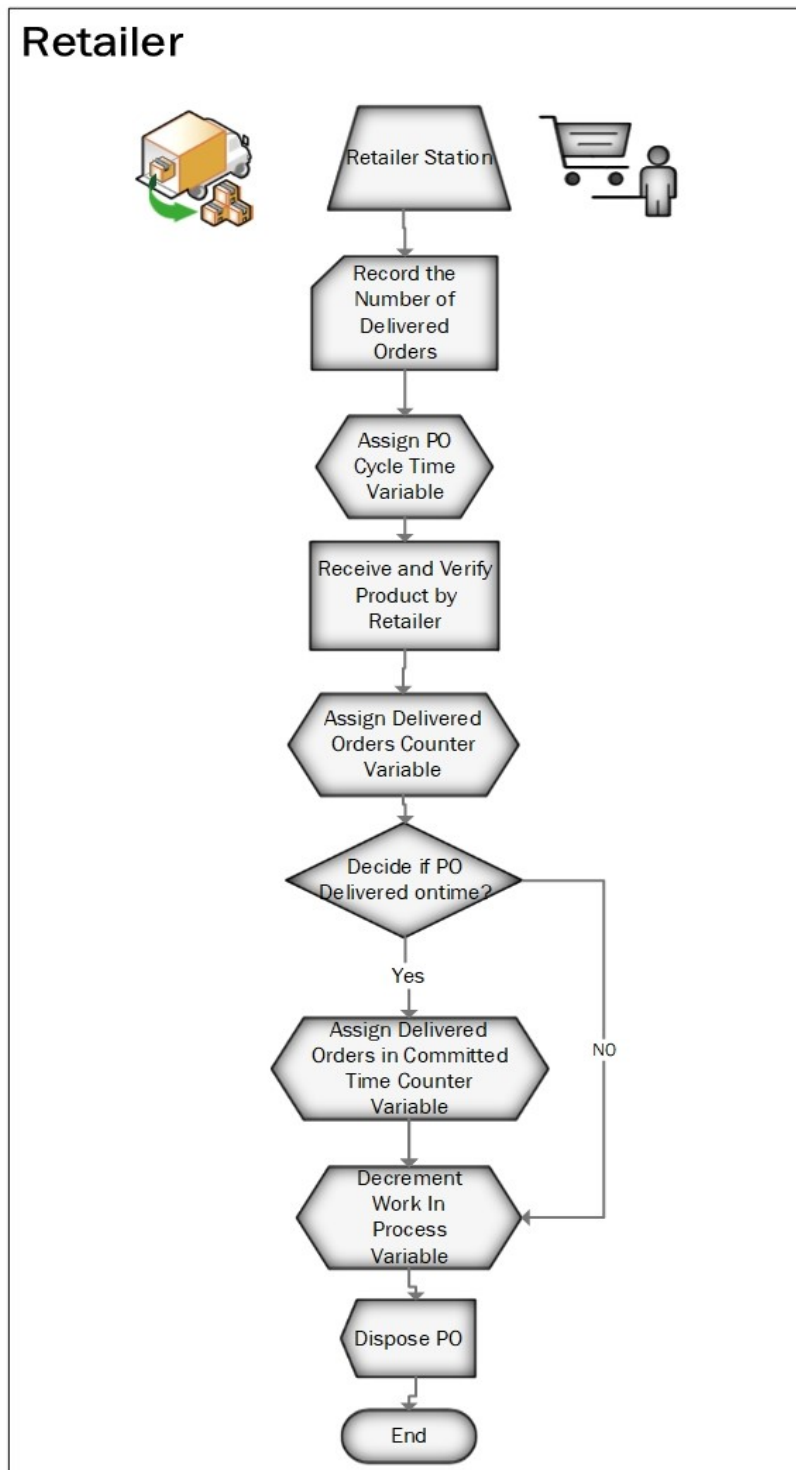 Retailer
Retailer Station
Record the
Number of
Delivered
Orders
Assign PO
Cycle Time
Variable
Receive and Verify
Product by
Retailer
Assign Delivered
Orders Counter
Variable
Decide if PO
Delivered ontime?
Yes
Assign Delivered
Orders in Committed
Time Counter
Variable
NO
Decrement
Work In
Process
Variable
Dispose PO
End